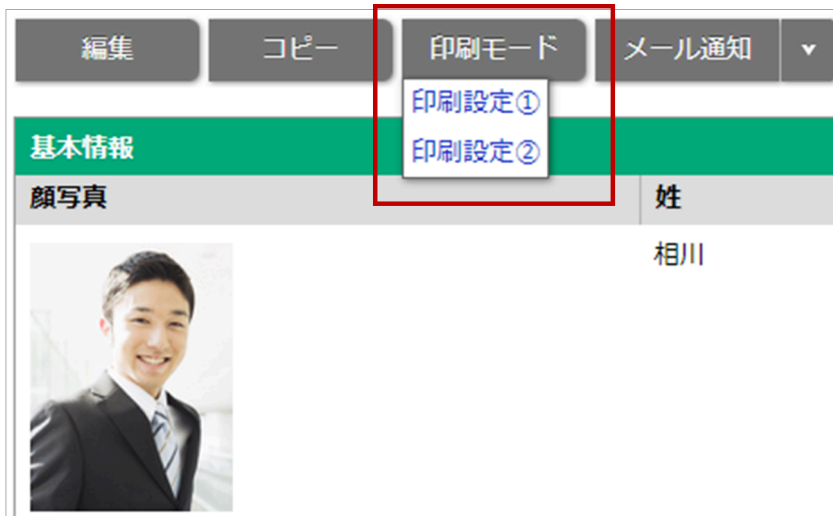 編集 コピー 印刷モード メール通知 ▼
印刷設定①
印刷設定②
基本情報
顔写真 姓
相川